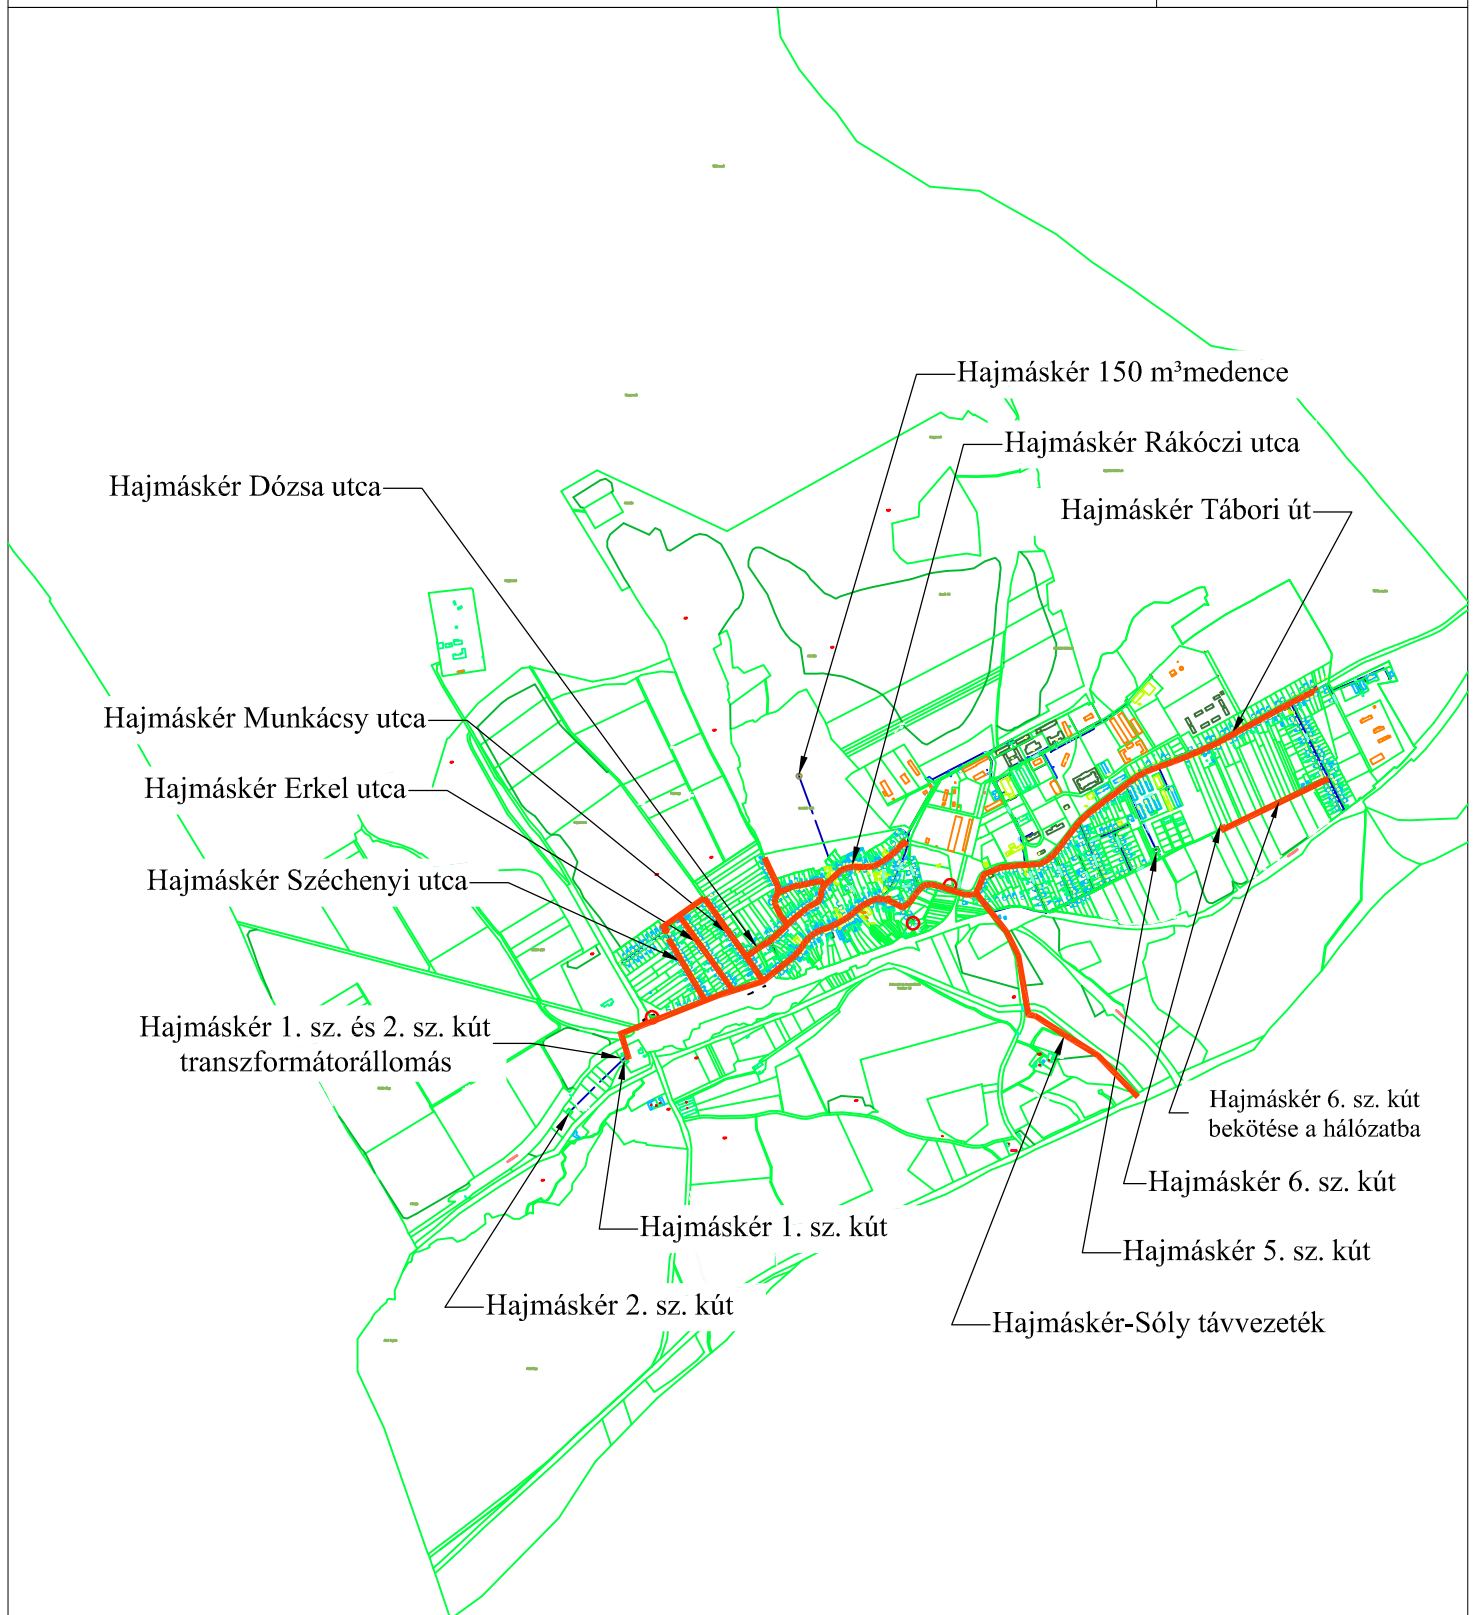 Hajmáskér 150 m³medence
Hajmáskér Rákóczi utca
Hajmáskér Dózsa utca
Hajmáskér Tábori út
Hajmáskér Munkácsy utca
Hajmáskér Erkel utca
Hajmáskér Széchenyi utca
Hajmáskér 1. sz. és 2. sz. kút
transzformátorállomás
Hajmáskér 6. sz. kút
bekötése a hálózatba
Hajmáskér 6. sz. kút
Hajmáskér 1. sz. kút
Hajmáskér 5. sz. kút
Hajmáskér 2. sz. kút
Hajmáskér-Sóly távvezeték